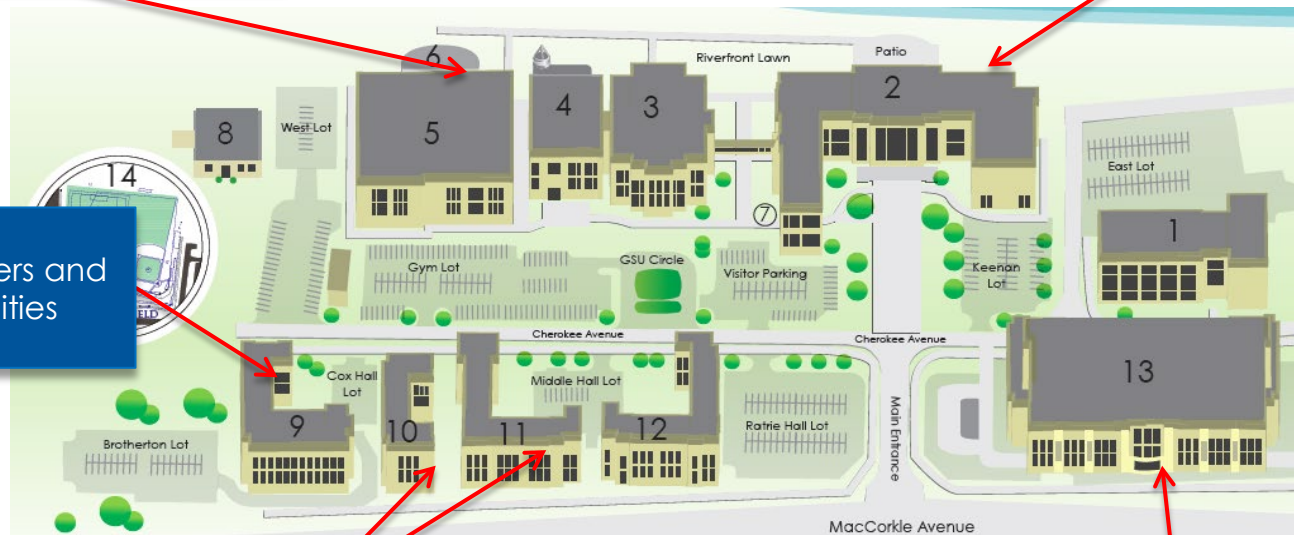 6
Riverfront Lawn
Patio
2
8
West Lot
5
4
3
East Lot
14
7
1
Gym Lot
GSU Circle
Visitor Parking
Keenan
Lot
ers and
ities
Cherokee Avenue
Cherokee Avenue
Cox Hall
Lot
Middle Hall Lot
13
9
10
11
12
Ratrie Hall Lot
Main Entrance
Brotherton Lot
MacCorkle Avenue